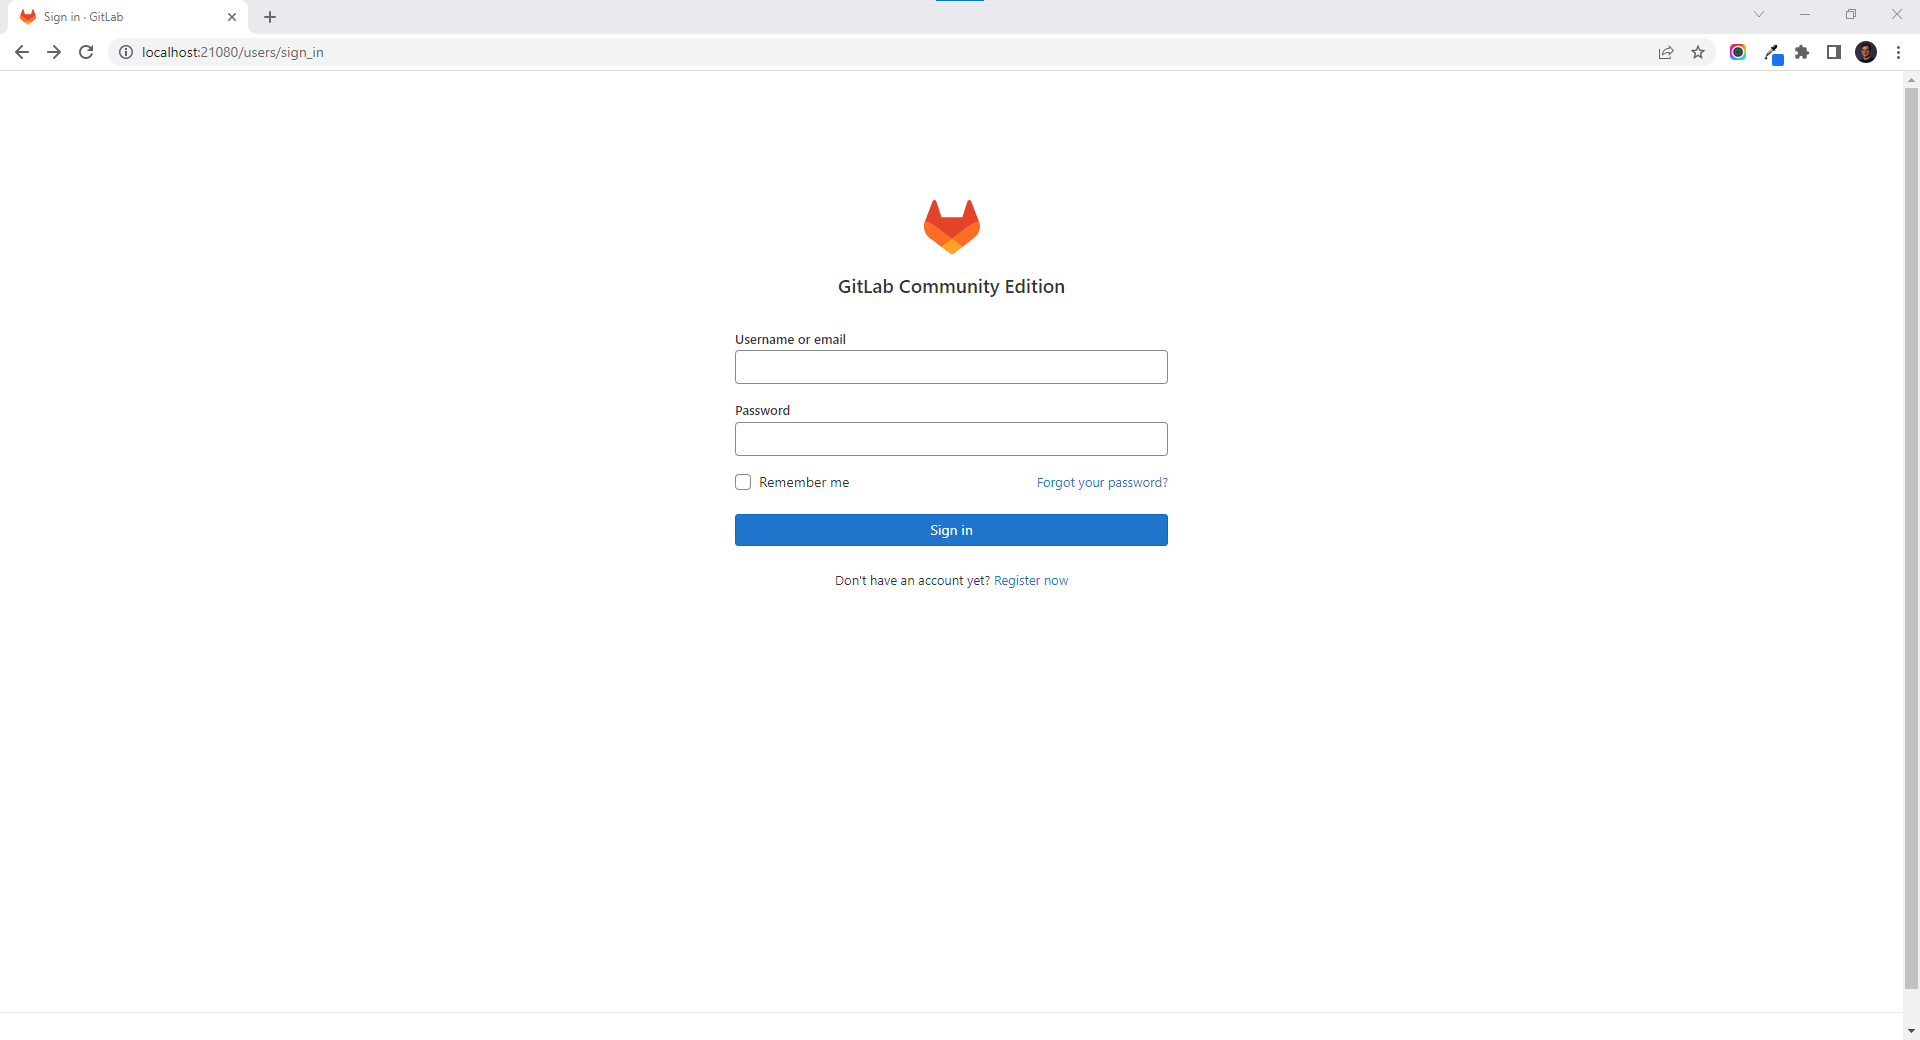 Sign in · GitLab
localhost:21080/users/sign_in
GitLab Community Edition
Username or email
Password
Remember me
Forgot your password?
Sign in
Don't have an account yet? Register now